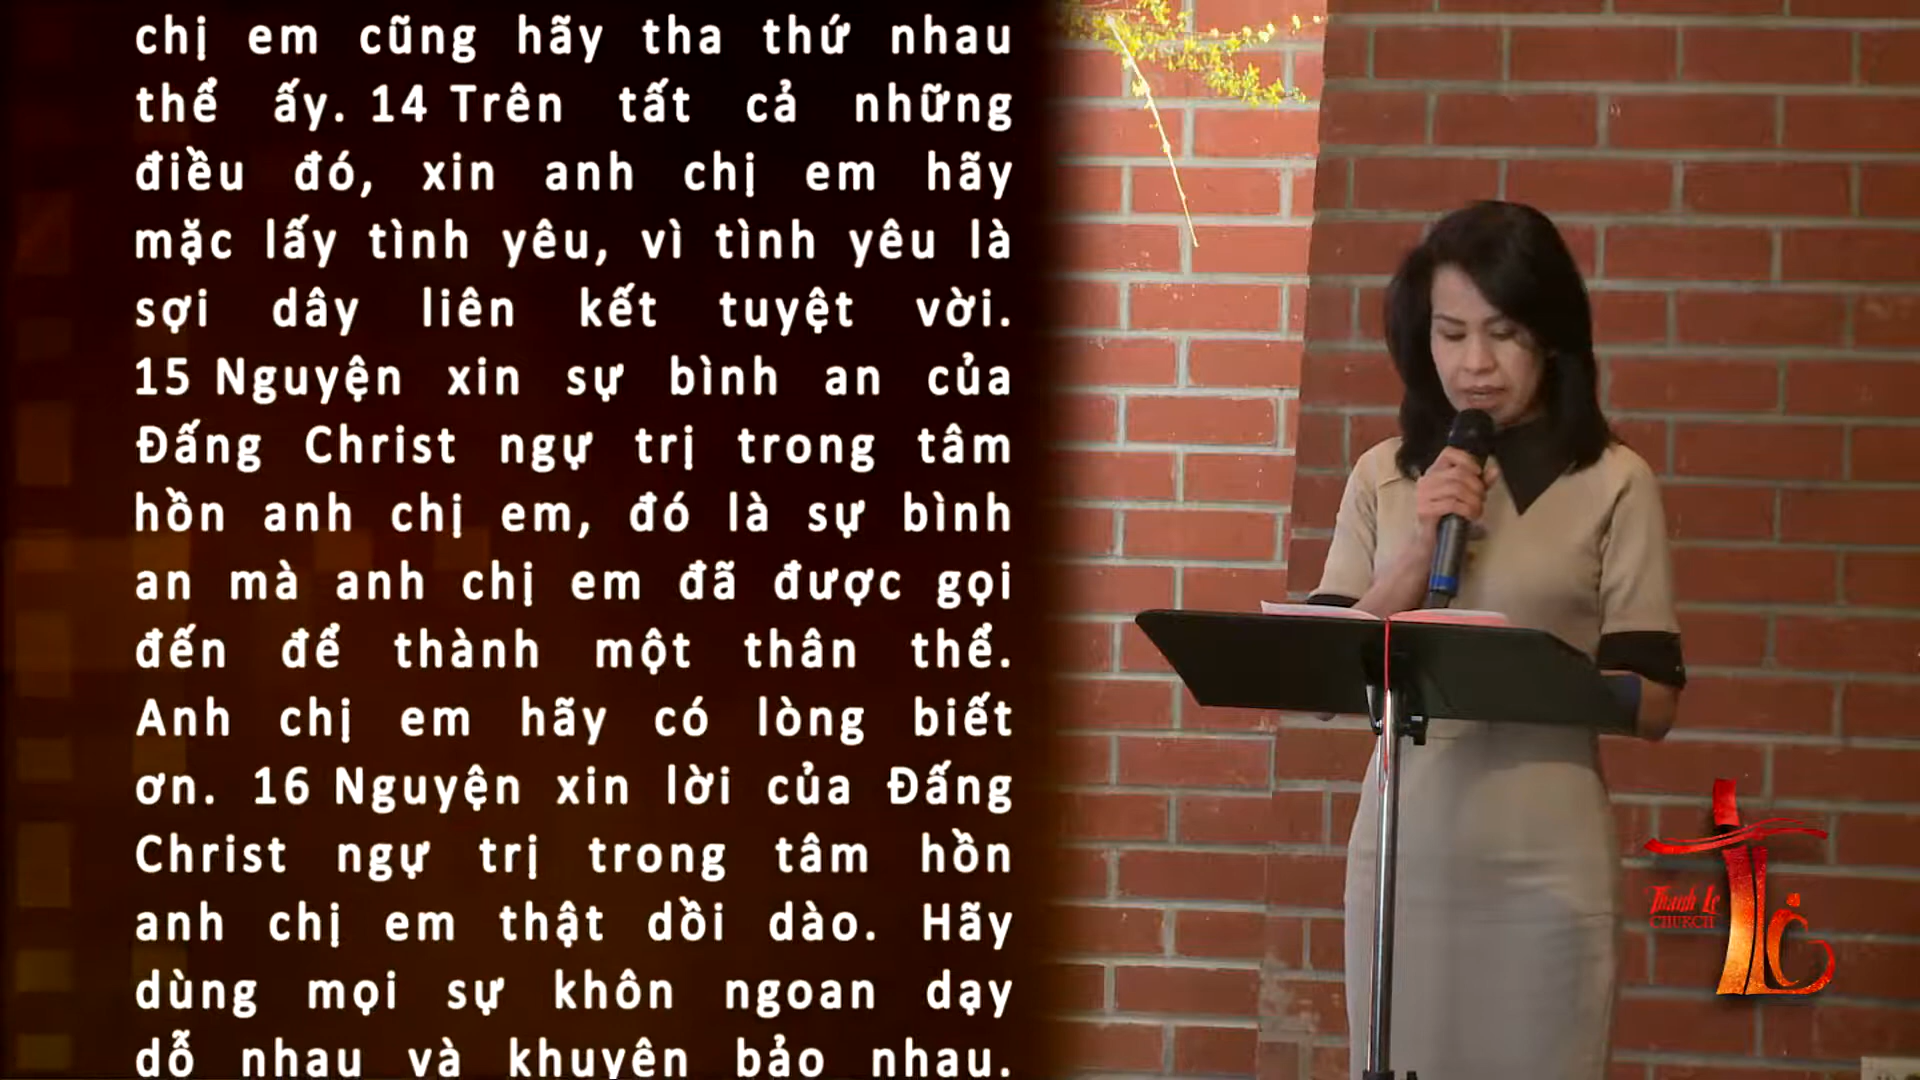 chị em cũng hãy tha thứ nhau
thể ấy. 14 Trên tất cả những
điều đó, xin anh chị em hãy
mặc lấy tình yêu, vì tình yêu là
sợi dây liên kết tuyệt vời.
15 Nguyện xin sự bình an của
Đấng Christ ngự trị trong tâm
hồn anh chị em, đó là sự bình
an mà anh chị em đã được gọi
đến để thành một thân thể.
Anh chị em hãy có lòng biết
ơn. 16 Nguyện xin lời của Đấng
Christ ngự trị trong tâm hồn
anh chị em thật dồi dào. Hãy
dùng mọi sự khôn ngoan dạy
dỗ nhau và khuyên bảo nhau.
Thanh Le
CHURCH
TLC